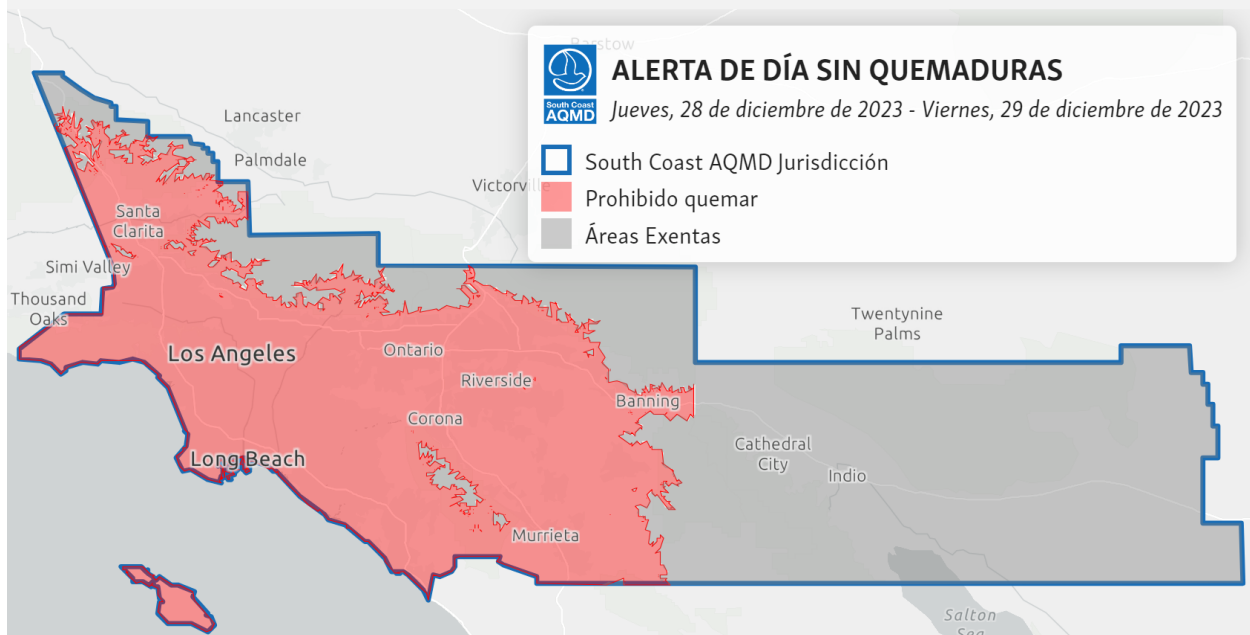 Barstow
South Coast
AQMD
ALERTA DE DÍA SIN QUEMADURAS
Jueves, 28 de diciembre de 2023 - Viernes, 29 de diciembre de 2023
South Coast AQMD Jurisdicción
Prohibido quemar
Áreas Exentas
Lancaster
Palmdale
Victorville
Santa
Clarita
Simi Valley
Thousand
Oaks
Los Angeles
Ontario
Riverside
Corona
Banning
Twentynine
Palms
Cathedral
City
Indio
Long Beach
Murrieta
Salton
Sea